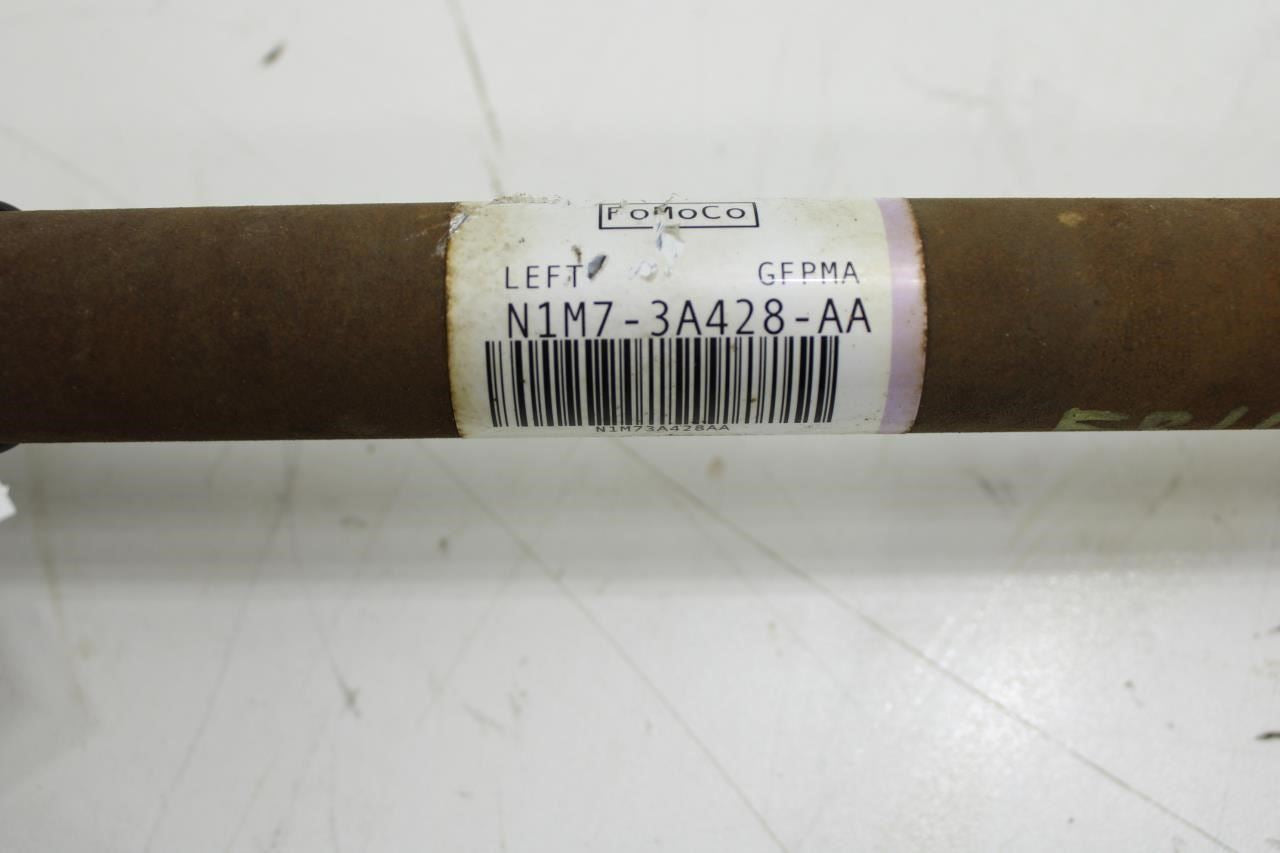 FoMoCo
LEFT GFPMA
N1M7-3A428-AA
N1M73A428AA